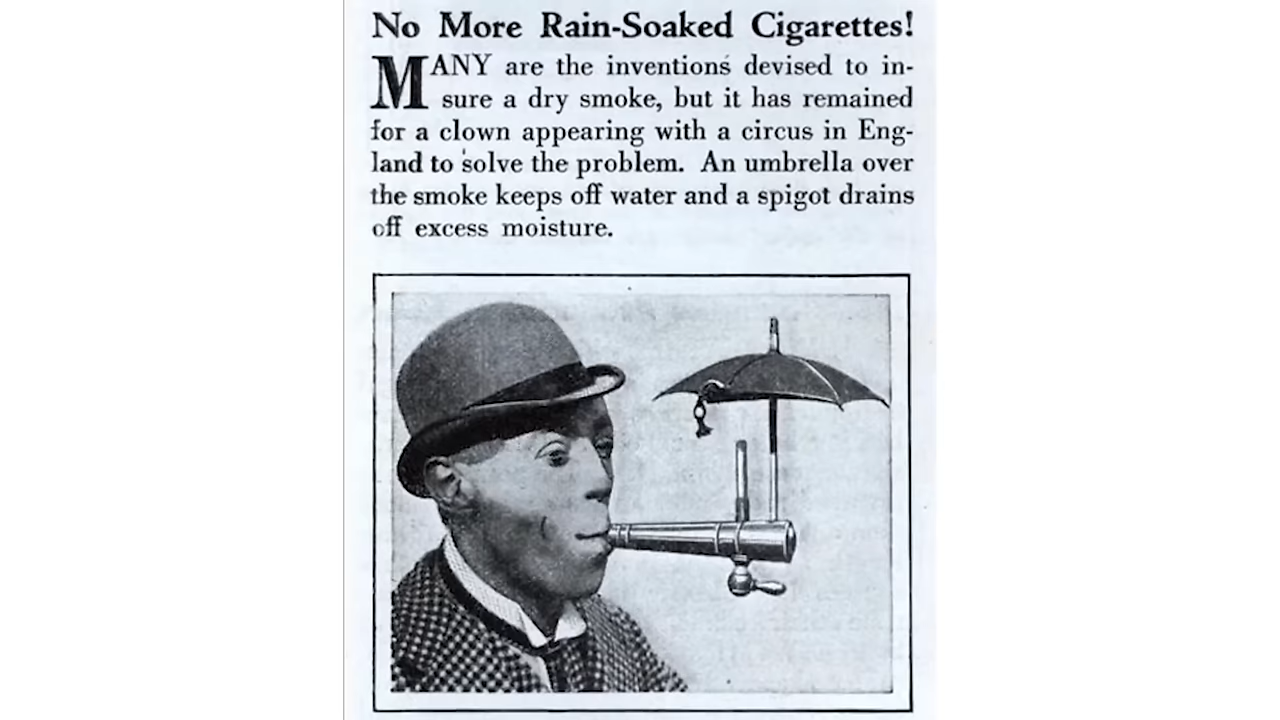 No More Rain-Soaked Cigarettes!
MANY are the inventions devised to in-
sure a dry smoke, but it has remained
for a clown appearing with a circus in Eng-
land to solve the problem. An umbrella over
the smoke keeps off water and a spigot drains
off excess moisture.